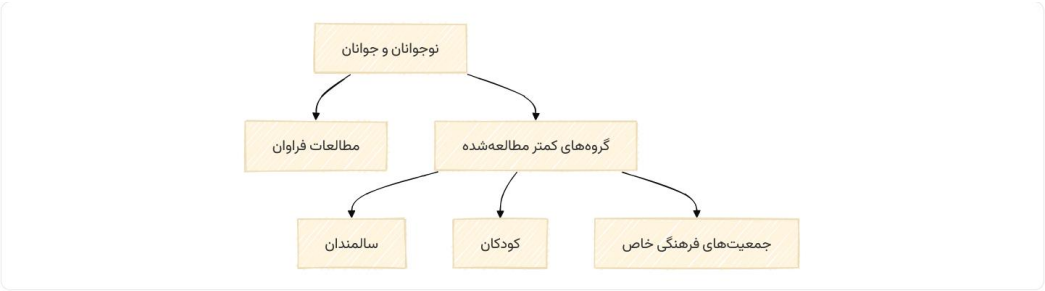 نوجوانان و جوانان
گروه‌های کمتر مطالعه‌شده
مطالعات فراوان
جمعیت‌های فرهنگی خاص
کودکان
سالمندان